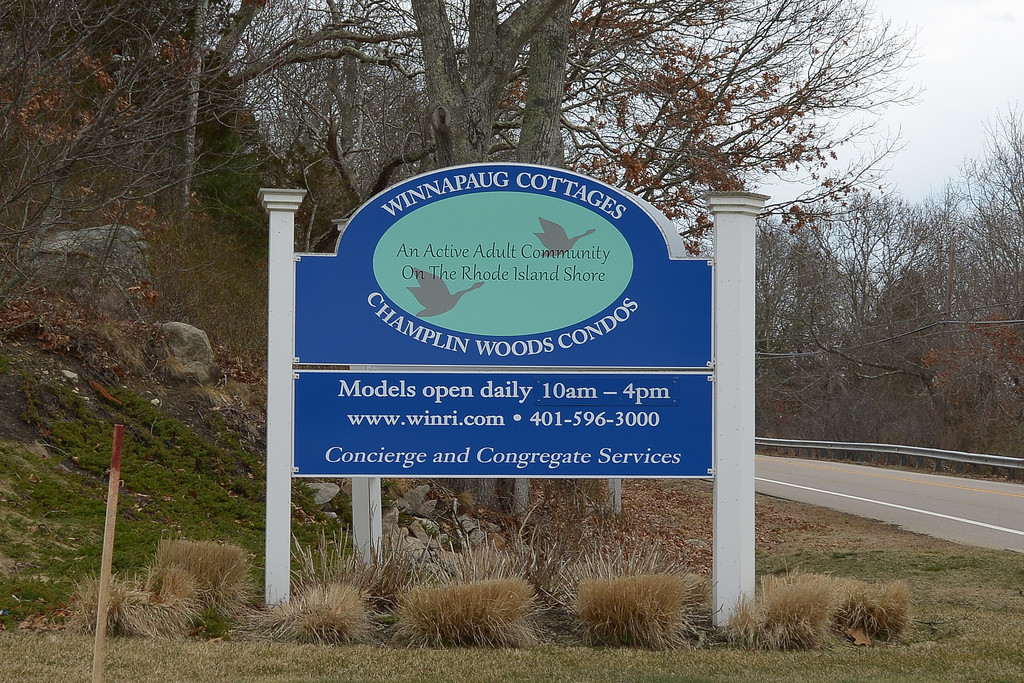 WINNAPAUG COTTAGES
An Active Adult Community
On The Rhode Island Shore
CHAMPLIN WOODS CONDOS
Models open daily 10am – 4pm
www.winri.com • 401-596-3000
Concierge and Congregate Services